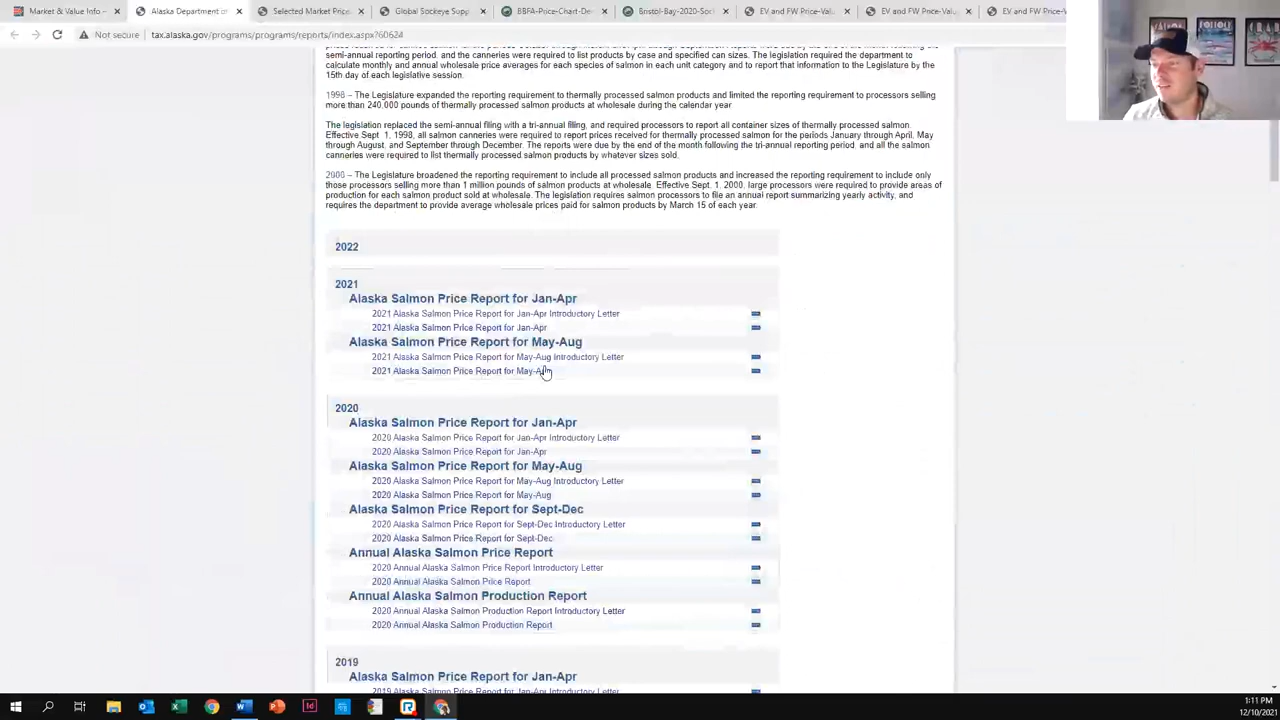 Market & Value Info –
Alaska Department o
Selected Market Price
Global Sockeye Supp
BBFA-Price-Chart-De
Bristol-Bay-2020-Soc
EV and FW Price-Valu
EV and FW Price-Valu
EV and FW Price-Valu
Not secure
tax.alaska.gov/programs/programs/reports/index.aspx?60624
semi-annual reporting period, and the canneries were required to list products by case and specified can sizes. The legislation required the department to
calculate monthly and annual wholesale price averages for each species of salmon in each unit category and to report that information to the Legislature by the
15th day of each legislative session.
1998 – The Legislature expanded the reporting requirement to thermally processed salmon products and limited the reporting requirement to processors selling
more than 240,000 pounds of thermally processed salmon products at wholesale during the calendar year
The legislation replaced the semi-annual filing with a tri-annual filing, and required processors to report all container sizes of thermally processed salmon
Effective Sept. 1, 1998, all salmon canneries were required to report prices received for thermally processed salmon for the periods January through April, May
through August, and September through December. The reports were due by the end of the month following the tri-annual reporting period, and all the salmon
canneries were required to list thermally processed salmon products by whatever sizes sold.
2000 – The Legislature broadened the reporting requirement to include all processed salmon products and increased the reporting requirement to include only
those processors selling more than 1 million pounds of salmon products at wholesale. Effective Sept. 1, 2000, large processors were required to provide areas of
production for each salmon product sold at wholesale. The legislation requires salmon processors to file an annual report summarizing yearly activity, and
requires the department to provide average wholesale prices paid for salmon products by March 15 of each year.
2022
2021
Alaska Salmon Price Report for Jan-Apr
2021 Alaska Salmon Price Report for Jan-Apr Introductory Letter
2021 Alaska Salmon Price Report for Jan-Apr
Alaska Salmon Price Report for May-Aug
2021 Alaska Salmon Price Report for May-Aug Introductory Letter
2021 Alaska Salmon Price Report for May-Aug
2020
Alaska Salmon Price Report for Jan-Apr
2020 Alaska Salmon Price Report for Jan-Apr Introductory Letter
2020 Alaska Salmon Price Report for Jan-Apr
Alaska Salmon Price Report for May-Aug
2020 Alaska Salmon Price Report for May-Aug Introductory Letter
2020 Alaska Salmon Price Report for May-Aug
Alaska Salmon Price Report for Sept-Dec
2020 Alaska Salmon Price Report for Sept-Dec Introductory Letter
2020 Alaska Salmon Price Report for Sept-Dec
Annual Alaska Salmon Price Report
2020 Annual Alaska Salmon Price Report Introductory Letter
2020 Annual Alaska Salmon Price Report
Annual Alaska Salmon Production Report
2020 Annual Alaska Salmon Production Report Introductory Letter
2020 Annual Alaska Salmon Production Report
2019
Alaska Salmon Price Report for Jan-Apr
2019 Alaska Salmon Price Report for Jan-Apr Introductory Letter
1:11 PM
12/10/2021